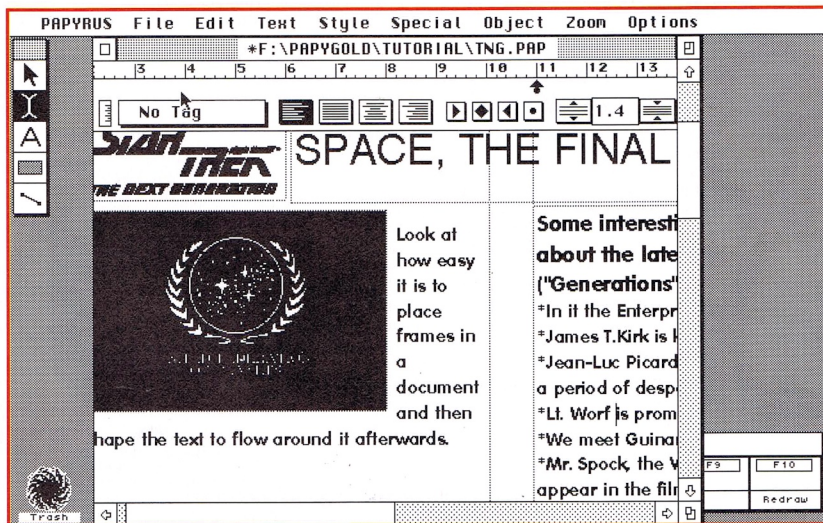 PAPYRUS File Edit Text Style Special Object Zoom Options
*F:\PAPYGOLD\TUTORIAL\TNG.PAP
3 4 5 6 7 8 9 10 11 12 13
No Tag 1.4
A
STAR TREK
THE NEXT GENERATION
SPACE, THE FINAL
Look at
how easy
it is to
place
frames in
a
document
and then
hape the text to flow around it afterwards.
Some interesti
about the late
("Generations"
*In it the Enterpr
*James T.Kirk is k
*Jean-Luc Picard
a period of desp
*Lt. Worf is prom
*We meet Guinar
*Mr. Spock, the V
appear in the film
F9 F10
Redraw
Trash